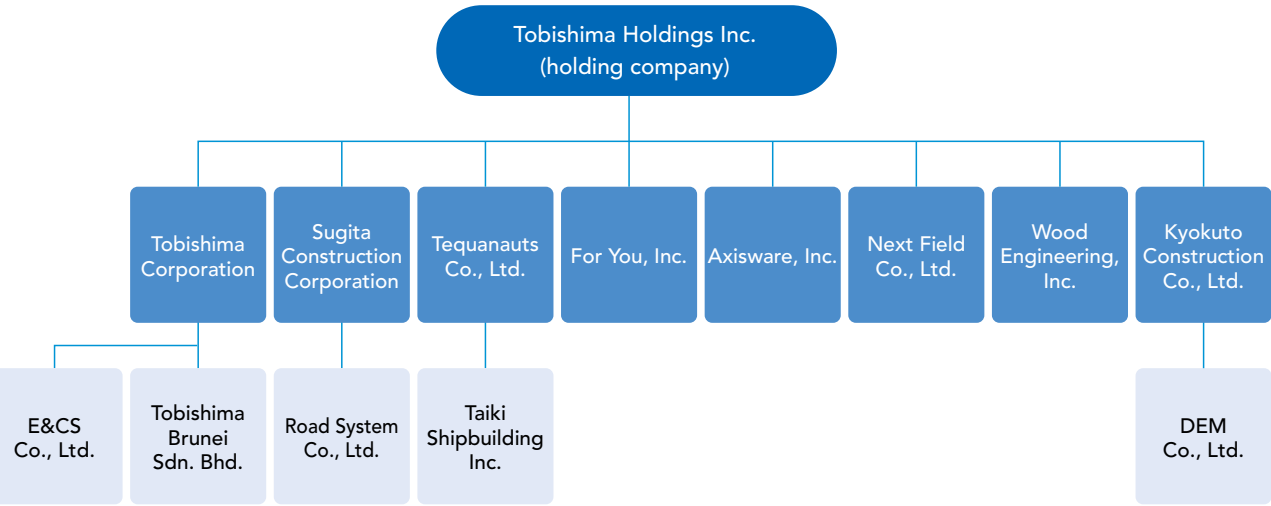 Tobishima Holdings Inc.
(holding company)
Tobishima
Corporation
Sugita
Construction
Corporation
Tequanauts
Co., Ltd.
For You, Inc.
Axisware, Inc.
Next Field
Co., Ltd.
Wood
Engineering,
Inc.
Kyokuto
Construction
Co., Ltd.
E&CS
Co., Ltd.
Tobishima
Brunei
Sdn. Bhd.
Road System
Co., Ltd.
Taiki
Shipbuilding
Inc.
DEM
Co., Ltd.